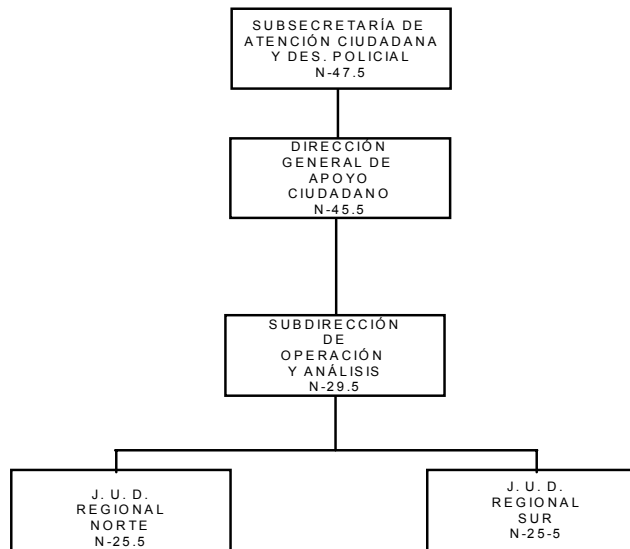 SUBSECRETARÍA DE
ATENCIÓN CIUDADANA
Y DES. POLICIAL
N-47.5
DIRECCIÓN
GENERAL DE
APOYO
CIUDADANO
N-45.5
SUBDIRECCIÓN
DE
OPERACIÓN
Y ANÁLISIS
N-29.5
J. U. D.
REGIONAL
NORTE
N-25.5
J. U. D.
REGIONAL
SUR
N-25-5